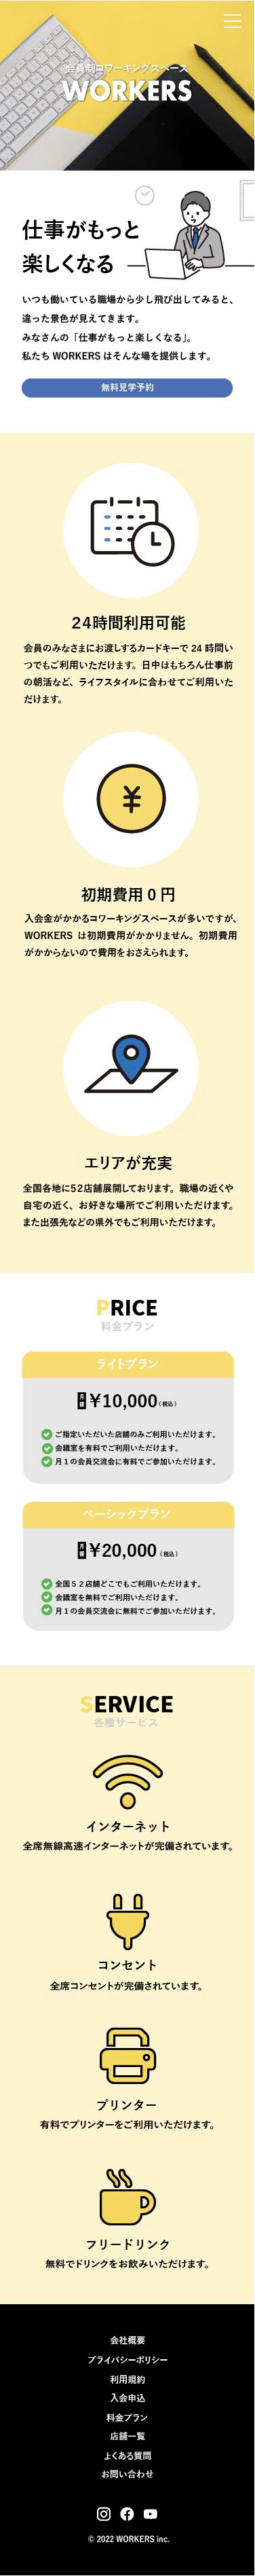 会員制コワーキングスペース
WORKERS
仕事がもっと
楽しくなる
いつも働いている職場から少し飛び出してみると、
違った景色が見えてきます。
みなさんの「仕事がもっと楽しくなる」。
私たち WORKERS はそんな場を提供します。
無料見学予約
24時間利用可能
会員のみなさまにお渡しするカードキーで 24 時間い
つでもご利用いただけます。日中はもちろん仕事前
の朝活など、ライフスタイルに合わせてご利用いた
だけます。
初期費用 0 円
入会金がかかるコワーキングスペースが多いですが、
WORKERS は初期費用がかかりません。初期費用
がかからないので費用をおさえられます。
エリアが充実
全国各地に52店舗展開しております。職場の近くや
自宅の近く、お好きな場所でご利用いただけます。
また出張先などの県外でもご利用いただけます。
PRICE
料金プラン
ライトプラン
月額 ¥10,000 (税込)
ご指定いただいた店舗のみご利用いただけます。
会議室を有料でご利用いただけます。
月１の会員交流会に有料でご参加いただけます。
ベーシックプラン
月額 ¥20,000 (税込)
全国５２店舗どこでもご利用いただけます。
会議室を無料でご利用いただけます。
月１の会員交流会に無料でご参加いただけます。
SERVICE
各種サービス
インターネット
全席無線高速インターネットが完備されています。
コンセント
全席コンセントが完備されています。
プリンター
有料でプリンターをご利用いただけます。
フリードリンク
無料でドリンクをお飲みいただけます。
会社概要
プライバシーポリシー
利用規約
入会申込
料金プラン
店舗一覧
よくある質問
お問い合わせ
© 2022 WORKERS inc.